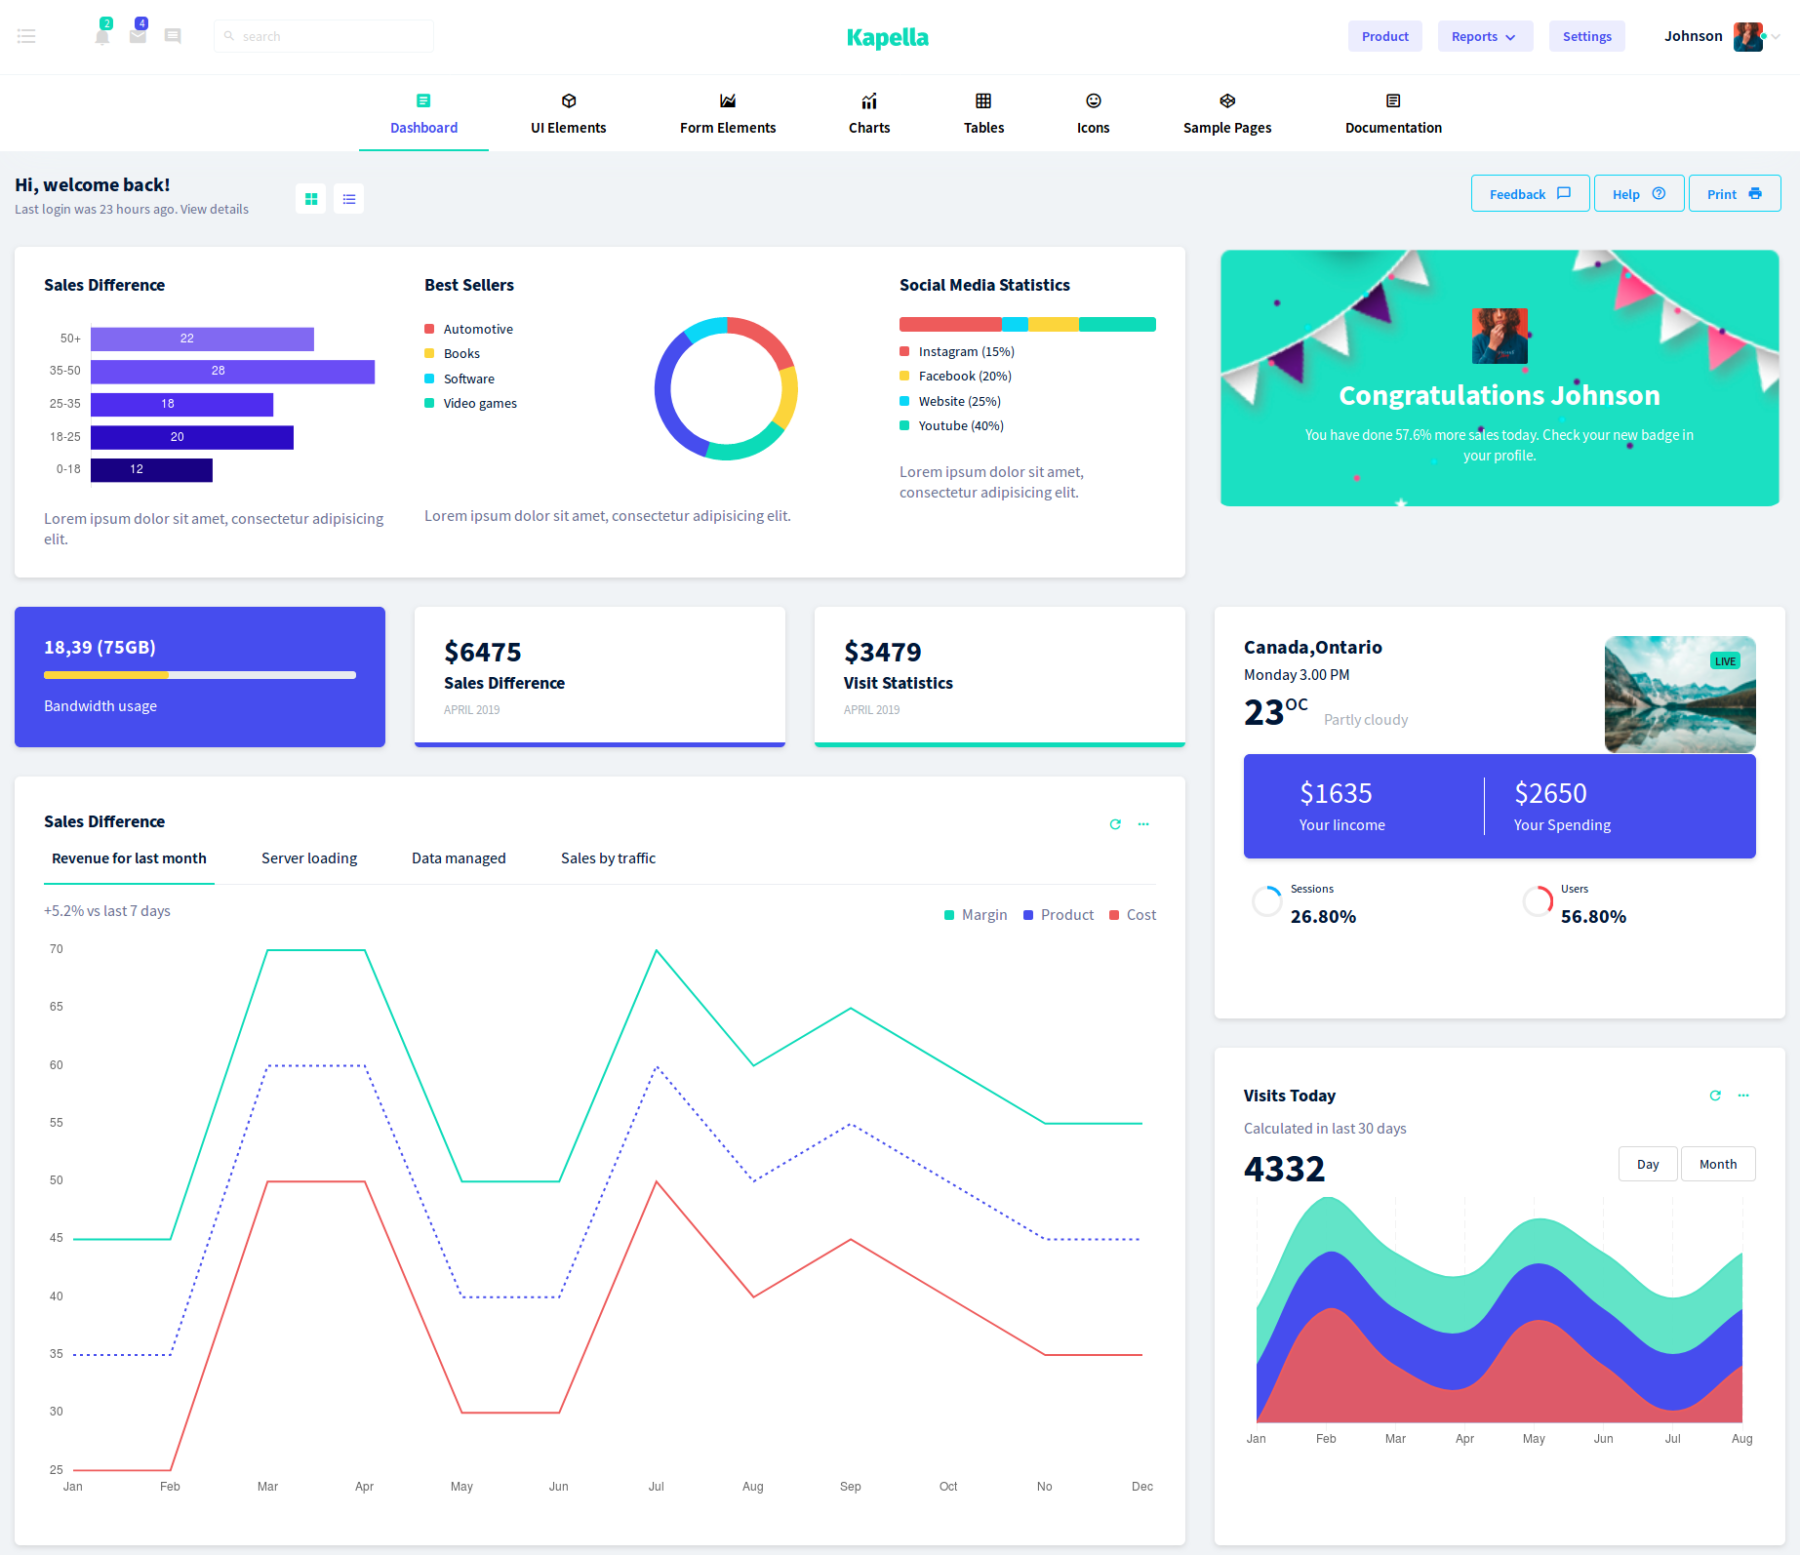 2
4
search
Kapella
Product
Reports
Settings
Johnson
Dashboard
UI Elements
Form Elements
Charts
Tables
Icons
Sample Pages
Documentation
Hi, welcome back!
Last login was 23 hours ago. View details
Feedback
Help
Print
Sales Difference
50+
22
35-50
28
25-35
18
18-25
20
0-18
12
Lorem ipsum dolor sit amet, consectetur adipisicing
elit.
Best Sellers
Automotive
Books
Software
Video games
Lorem ipsum dolor sit amet, consectetur adipisicing elit.
Social Media Statistics
Instagram (15%)
Facebook (20%)
Website (25%)
Youtube (40%)
Lorem ipsum dolor sit amet,
consectetur adipisicing elit.
Congratulations Johnson
You have done 57.6% more sales today. Check your new badge in
your profile.
18,39 (75GB)
Bandwidth usage
$6475
Sales Difference
APRIL 2019
$3479
Visit Statistics
APRIL 2019
Canada,Ontario
Monday 3.00 PM
23OC Partly cloudy
LIVE
$1635
Your Iincome
$2650
Your Spending
Sessions
26.80%
Users
56.80%
Sales Difference
Revenue for last month
Server loading
Data managed
Sales by traffic
+5.2% vs last 7 days
Margin
Product
Cost
70
65
60
55
50
45
40
35
30
25
Jan
Feb
Mar
Apr
May
Jun
Jul
Aug
Sep
Oct
No
Dec
Visits Today
Calculated in last 30 days
4332
Day
Month
Jan
Feb
Mar
Apr
May
Jun
Jul
Aug